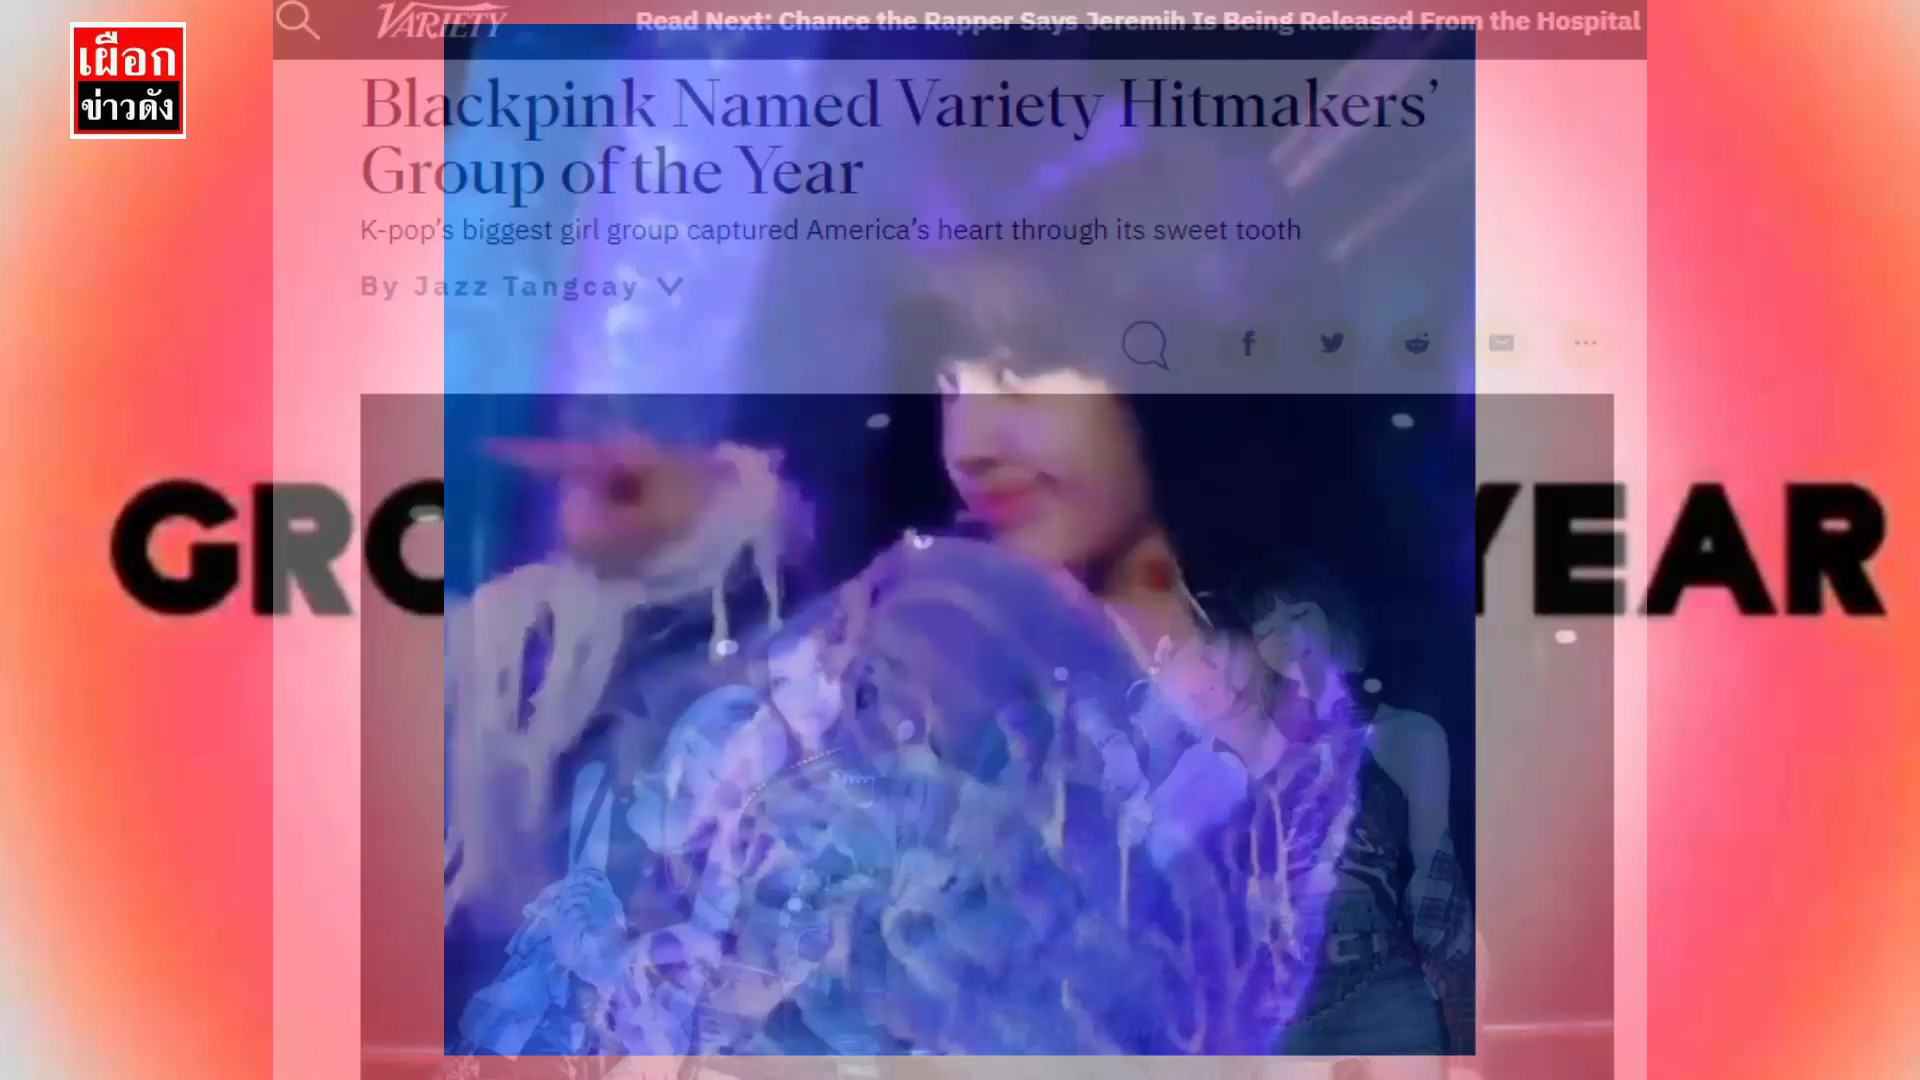 เผือก
ข่าวดัง
VARIETY
Read Next: Chance the Rapper Says Jeremih Is Being Released From the Hospital
Blackpink Named Variety Hitmakers’
Group of the Year
K-pop’s biggest girl group captured America’s heart through its sweet tooth
By Jazz Tangcay
GRO YEAR